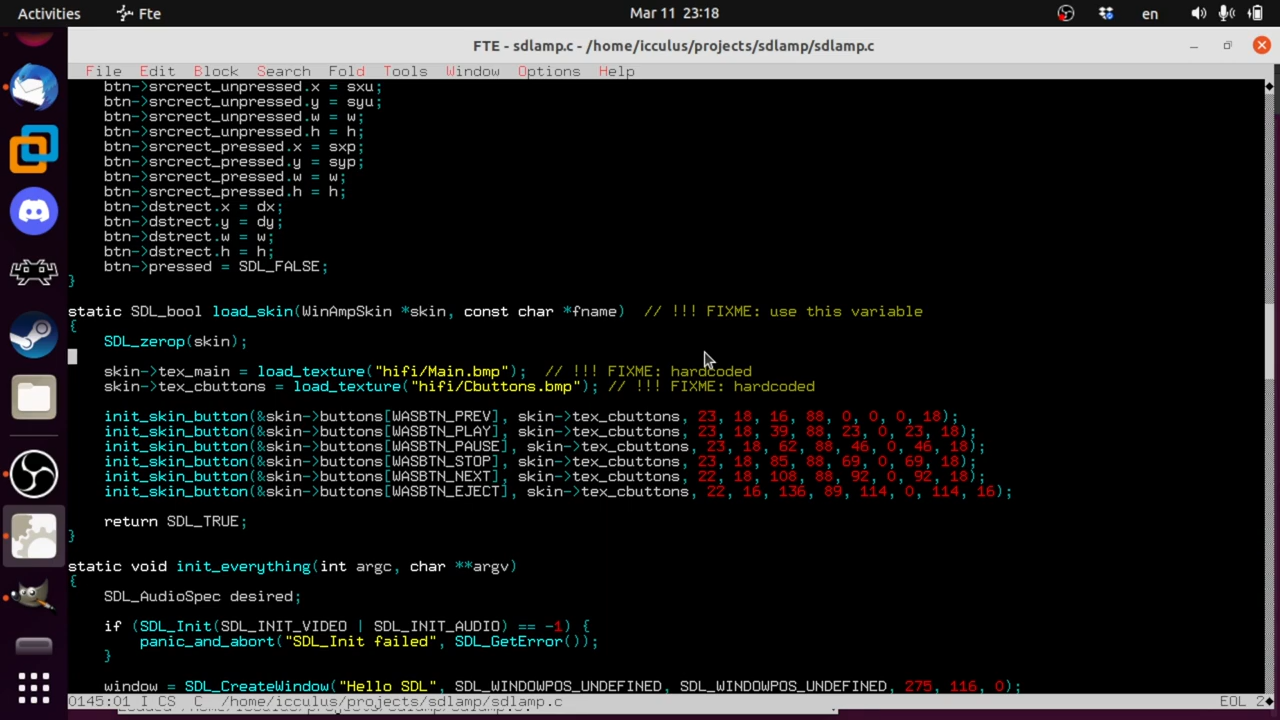 Activities Fte Mar 11 23:18 en
FTE - sdlamp.c - /home/icculus/projects/sdlamp/sdlamp.c
File Edit Block Search Fold Tools Window Options Help
btn->srcrect_unpressed.x = sxu;
btn->srcrect_unpressed.y = syu;
btn->srcrect_unpressed.w = w;
btn->srcrect_unpressed.h = h;
btn->srcrect_pressed.x = sxp;
btn->srcrect_pressed.y = syp;
btn->srcrect_pressed.w = w;
btn->srcrect_pressed.h = h;
btn->dstrect.x = dx;
btn->dstrect.y = dy;
btn->dstrect.w = w;
btn->dstrect.h = h;
btn->pressed = SDL_FALSE;
}
static SDL_bool load_skin(WinAmpSkin *skin, const char *fname)  // !!! FIXME: use this variable
{
SDL_zerop(skin);
skin->tex_main = load_texture("hifi/Main.bmp");  // !!! FIXME: hardcoded
skin->tex_cbuttons = load_texture("hifi/Cbuttons.bmp"); // !!! FIXME: hardcoded
init_skin_button(&skin->buttons[WASBTN_PREV], skin->tex_cbuttons, 23, 18, 16, 88, 0, 0, 0, 18);
init_skin_button(&skin->buttons[WASBTN_PLAY], skin->tex_cbuttons, 23, 18, 39, 88, 23, 0, 23, 18);
init_skin_button(&skin->buttons[WASBTN_PAUSE], skin->tex_cbuttons, 23, 18, 62, 88, 46, 0, 46, 18);
init_skin_button(&skin->buttons[WASBTN_STOP], skin->tex_cbuttons, 23, 18, 85, 88, 69, 0, 69, 18);
init_skin_button(&skin->buttons[WASBTN_NEXT], skin->tex_cbuttons, 22, 18, 108, 88, 92, 0, 92, 18);
init_skin_button(&skin->buttons[WASBTN_EJECT], skin->tex_cbuttons, 22, 16, 136, 89, 114, 0, 114, 16);
return SDL_TRUE;
}
static void init_everything(int argc, char **argv)
{
SDL_AudioSpec desired;
if (SDL_Init(SDL_INIT_VIDEO | SDL_INIT_AUDIO) == -1) {
panic_and_abort("SDL_Init failed", SDL_GetError());
}
window = SDL_CreateWindow("Hello SDL", SDL_WINDOWPOS_UNDEFINED, SDL_WINDOWPOS_UNDEFINED, 275, 116, 0);
0145:01 I CS  C  /home/icculus/projects/sdlamp/sdlamp.c EOL 2